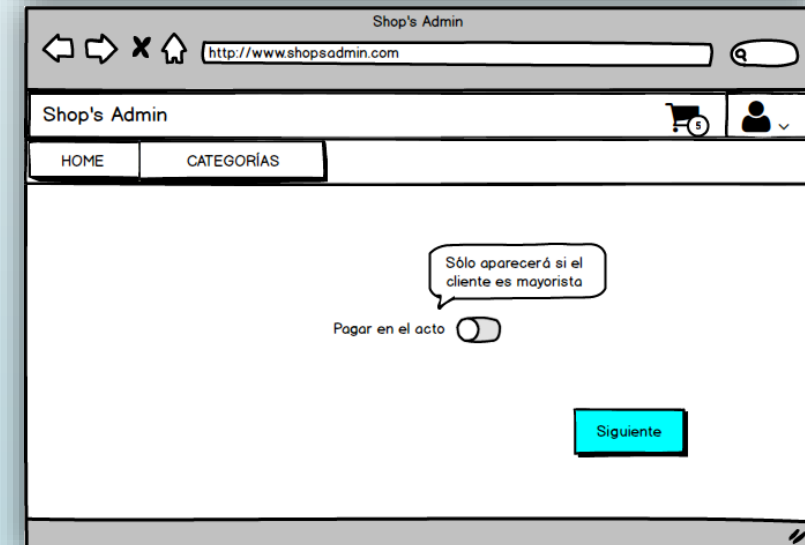 Shop's Admin
http://www.shopsadmin.com
Shop's Admin
5
HOME
CATEGORÍAS
Sólo aparecerá si el
cliente es mayorista
Pagar en el acto
Siguiente